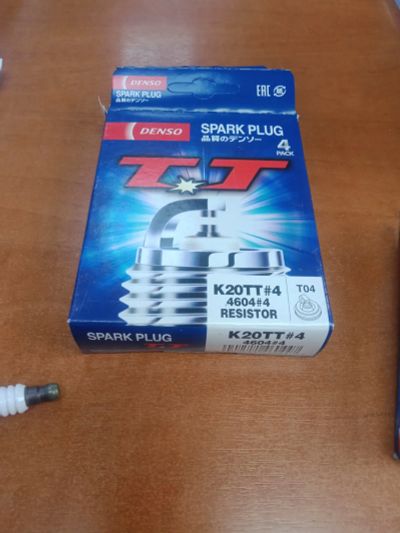 DENSO
SPARK PLUG
品質のデンソー
EAC
DENSO
SPARK PLUG
品質のデンソー
4
PACK
TT
K20TT#4
4604#4
RESISTOR
T04
SPARK PLUG
TT
K20TT#4
4604#4